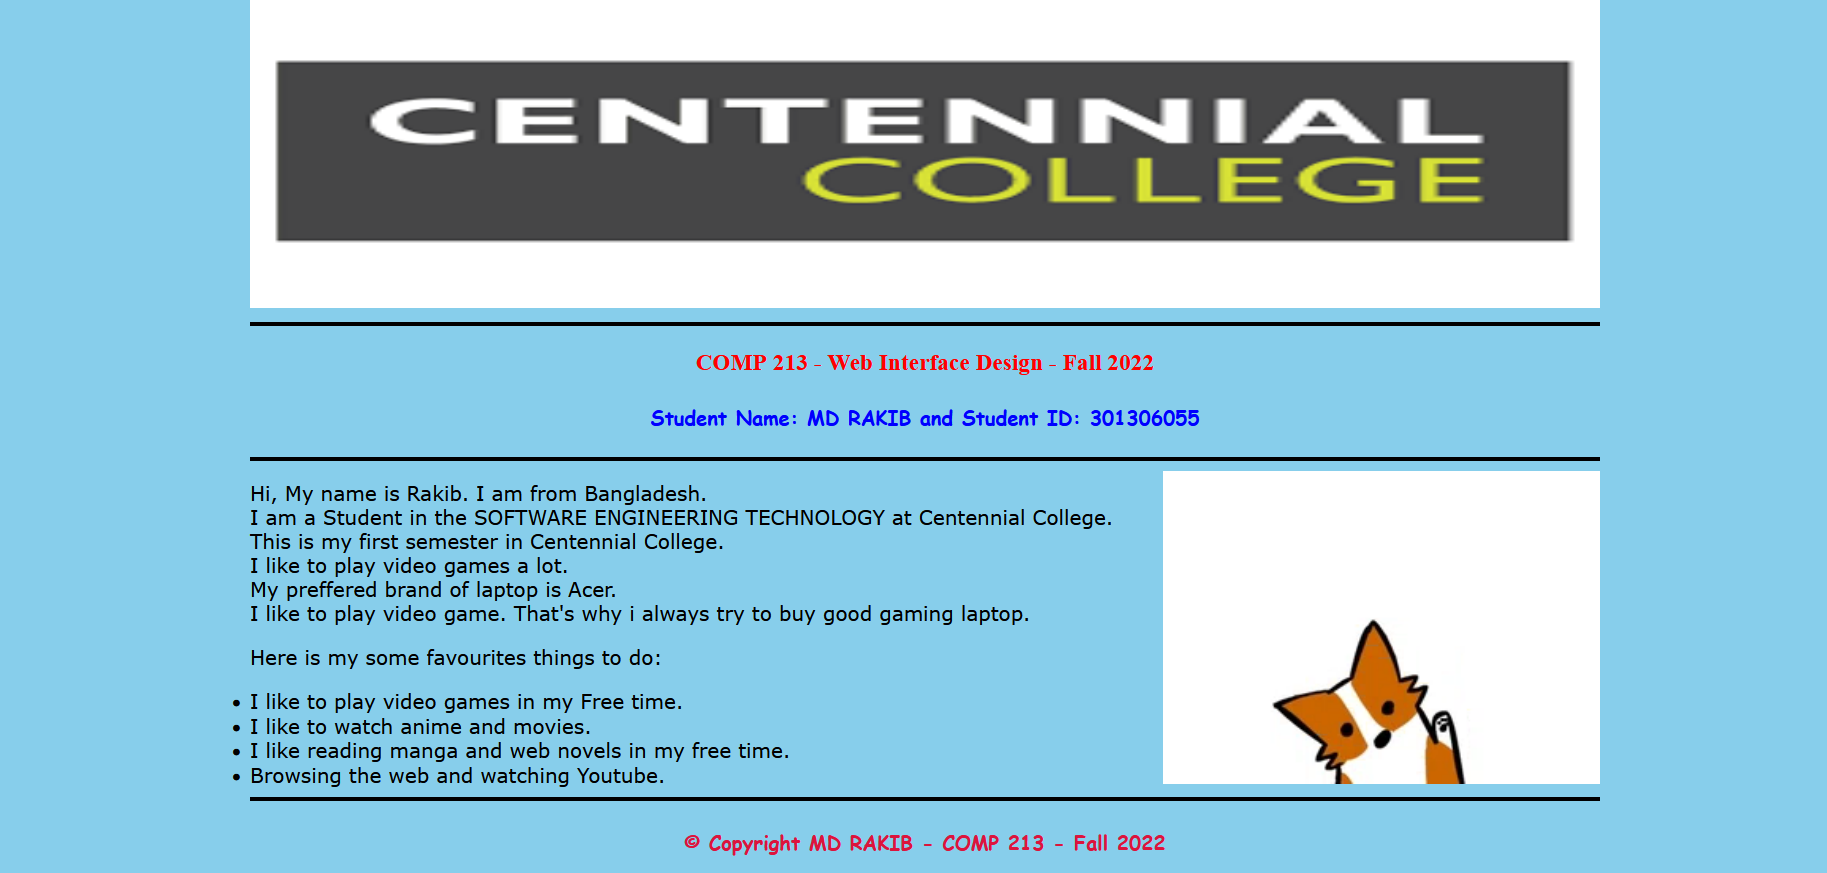 CENTENNIAL
COLLEGE
COMP 213 - Web Interface Design - Fall 2022
Student Name: MD RAKIB and Student ID: 301306055
Hi, My name is Rakib. I am from Bangladesh.
I am a Student in the SOFTWARE ENGINEERING TECHNOLOGY at Centennial College.
This is my first semester in Centennial College.
I like to play video games a lot.
My preffered brand of laptop is Acer.
I like to play video game. That's why i always try to buy good gaming laptop.
Here is my some favourites things to do:
• I like to play video games in my Free time.
• I like to watch anime and movies.
• I like reading manga and web novels in my free time.
• Browsing the web and watching Youtube.
© Copyright MD RAKIB - COMP 213 - Fall 2022